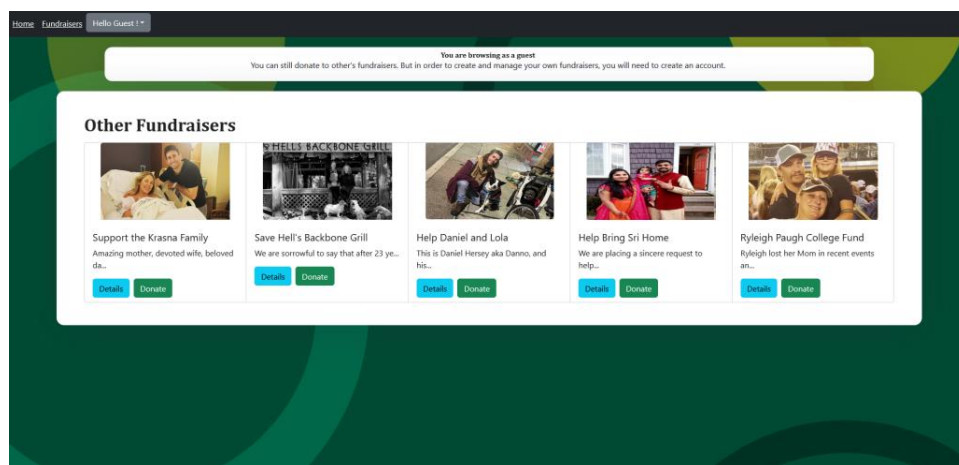 Home Fundraisers Hello Guest !
You are browsing as a guest
You can still donate to other's fundraisers. But in order to create and manage your own fundraisers, you will need to create an account.
Other Fundraisers
HELL'S BACKBONE GRILL
Support the Krasna Family
Amazing mother, devoted wife, beloved
da...
Details Donate
Save Hell's Backbone Grill
We are sorrowful to say that after 23 ye...
Details Donate
Help Daniel and Lola
This is Daniel Hersey aka Danno, and
his...
Details Donate
Help Bring Sri Home
We are placing a sincere request to
help...
Details Donate
Ryleigh Paugh College Fund
Ryleigh lost her Mom in recent events
an...
Details Donate